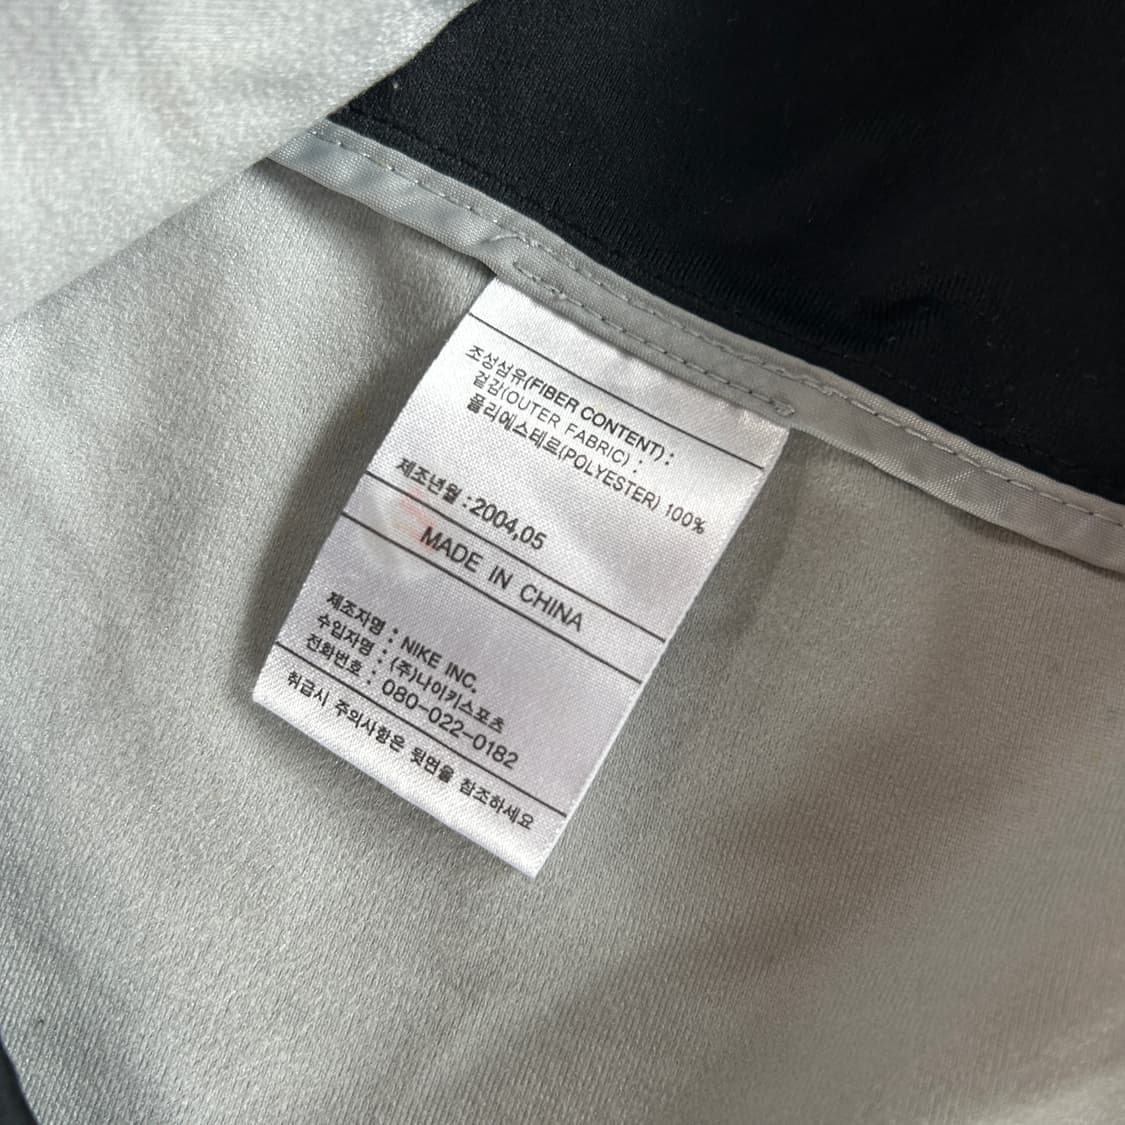 조성섬유(FIBER CONTENT) :
겉감(OUTER FABRIC) :
폴리에스테르(POLYESTER) 100%
제조년월 : 2004,05
MADE IN CHINA
제조자명 : NIKE INC.
수입자명 : (주)나이키스포츠
전화번호 : 080-022-0182
취급시 주의사항은 뒷면을 참조하세요